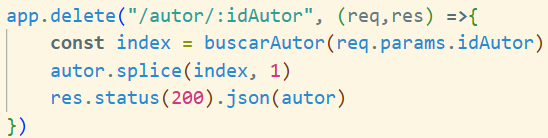 app.delete("/autor/:idAutor", (req,res) =>{
    const index = buscarAutor(req.params.idAutor)
    autor.splice(index, 1)
    res.status(200).json(autor)
})